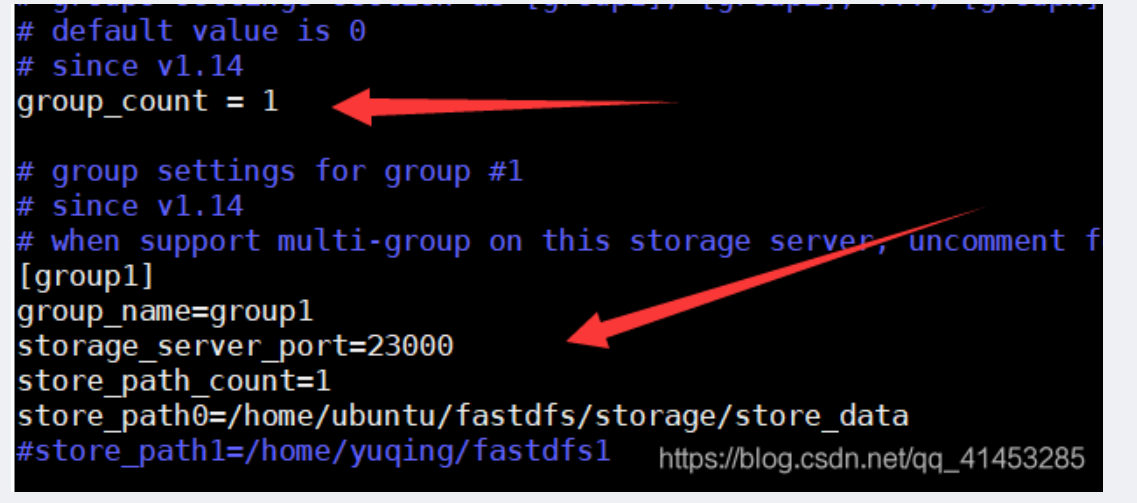 # default value is 0
# since v1.14
group_count = 1
# group settings for group #1
# since v1.14
# when support multi-group on this storage server, uncomment f
[group1]
group_name=group1
storage_server_port=23000
store_path_count=1
store_path0=/home/ubuntu/fastdfs/storage/store_data
#store_path1=/home/yuqing/fastdfs1
https://blog.csdn.net/qq_41453285